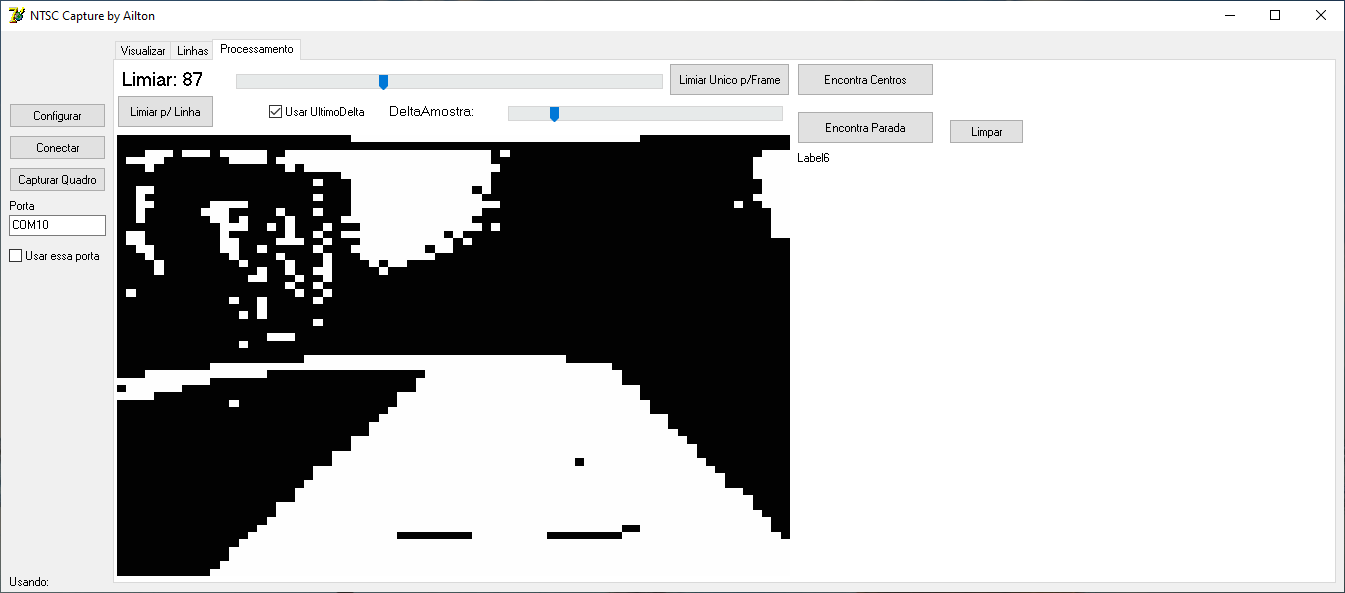 NTSC Capture by Ailton
Visualizar Linhas Processamento
Limiar: 87
Limiar Unico p/Frame
Encontra Centros
Limiar p/ Linha
Usar UltimoDelta
DeltaAmostra:
Encontra Parada
Limpar
Label6
Configurar
Conectar
Capturar Quadro
Porta
COM10
Usar essa porta
Usando: